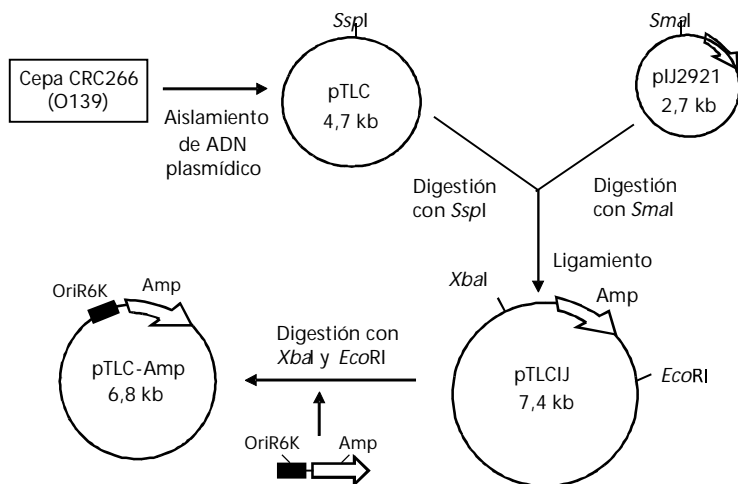 SspI
SmaI
Cepa CRC266
(O139)
Aislamiento
de ADN
plasmídico
pTLC
4,7 kb
pIJ2921
2,7 kb
Digestión
con SspI
Digestión
con SmaI
Ligamiento
XbaI
Amp
pTLCIJ
7,4 kb
EcoRI
Digestión con
XbaI y EcoRI
OriR6K
Amp
OriR6K
Amp
pTLC-Amp
6,8 kb